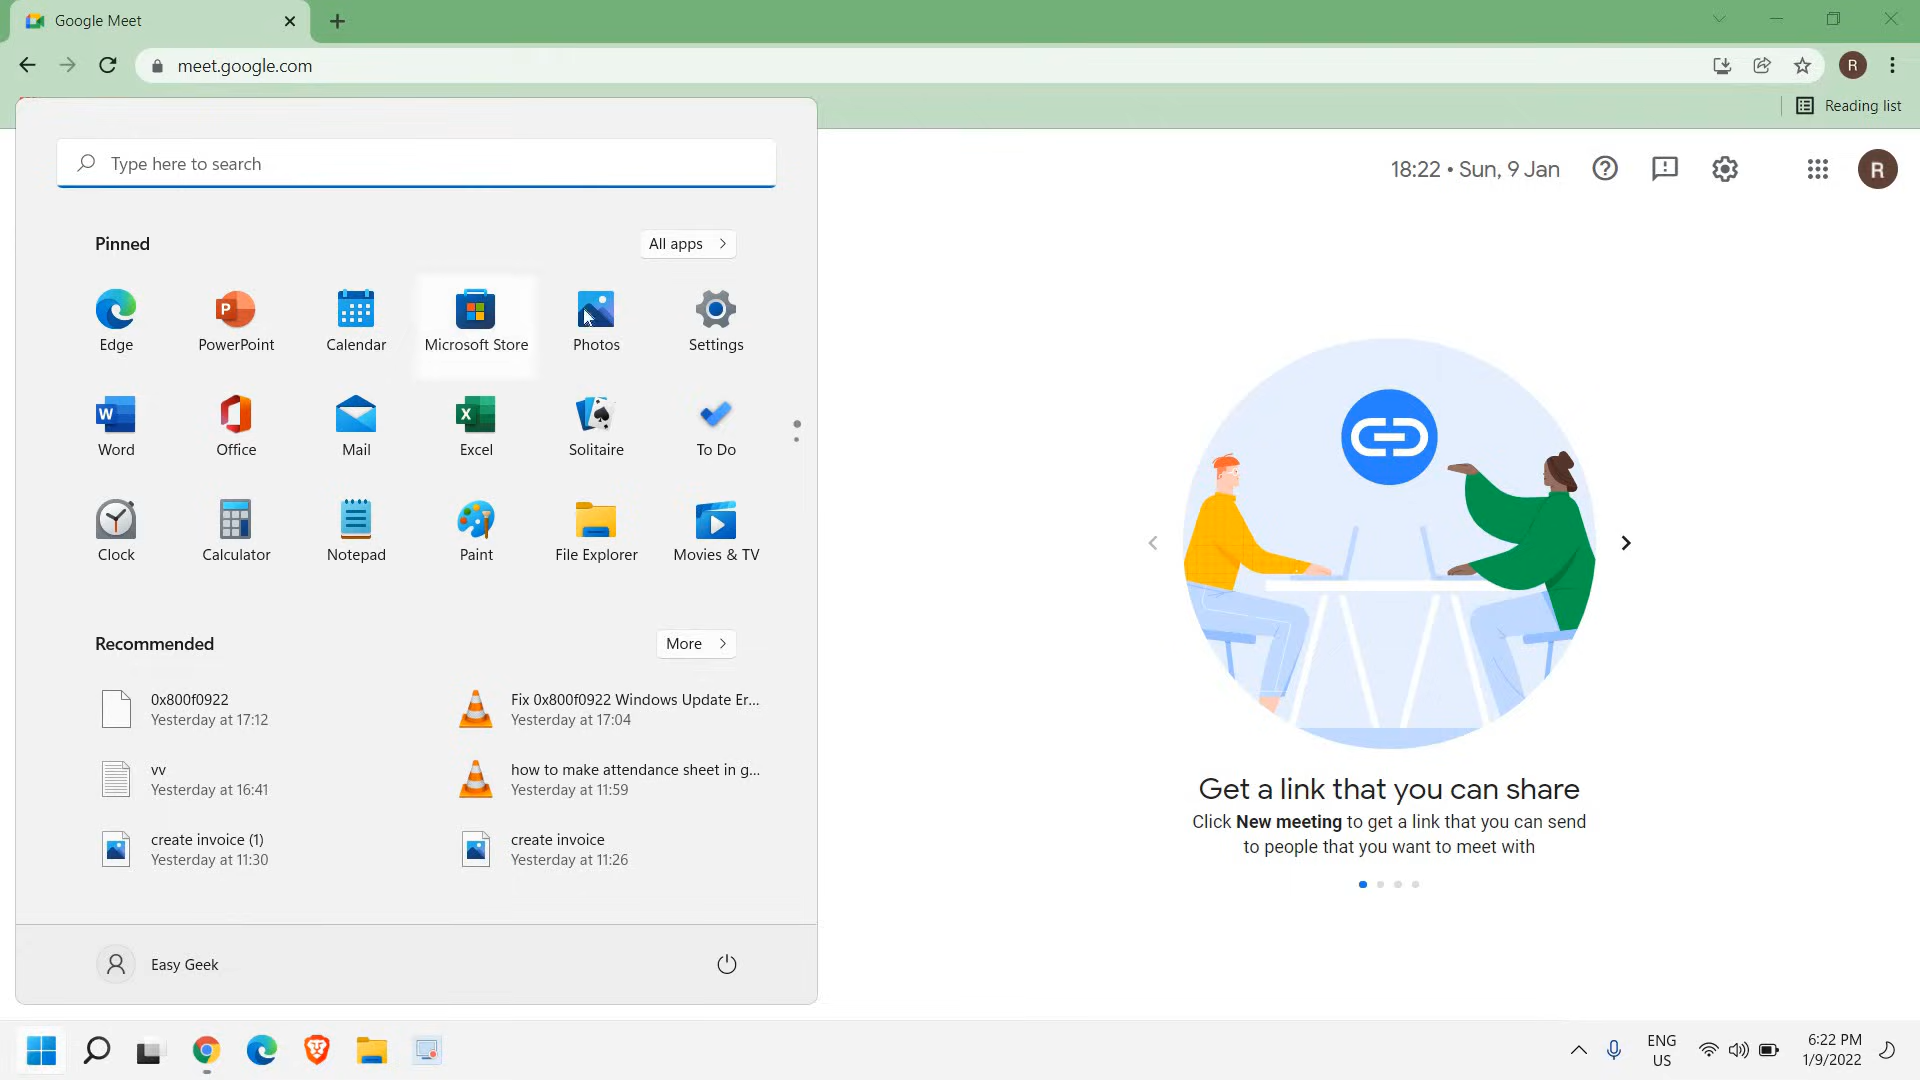 Google Meet
meet.google.com
Reading list
Type here to search
18:22 • Sun, 9 Jan
R
R
Pinned
All apps
Edge
PowerPoint
Calendar
Microsoft Store
Photos
Settings
Word
Office
Mail
Excel
Solitaire
To Do
Clock
Calculator
Notepad
Paint
File Explorer
Movies & TV
Recommended
More
0x800f0922
Yesterday at 17:12
Fix 0x800f0922 Windows Update Er...
Yesterday at 17:04
vv
Yesterday at 16:41
how to make attendance sheet in g...
Yesterday at 11:59
create invoice (1)
Yesterday at 11:30
create invoice
Yesterday at 11:26
Easy Geek
Get a link that you can share
Click New meeting to get a link that you can send
to people that you want to meet with
ENG
US
6:22 PM
1/9/2022